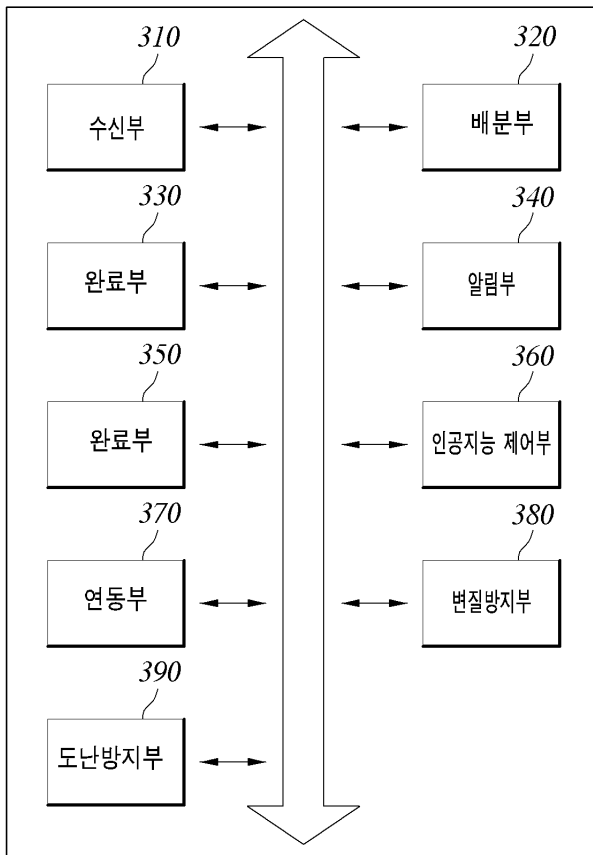 310
수신부
320
배분부
330
완료부
340
알림부
350
완료부
360
인공지능 제어부
370
연동부
380
변질방지부
390
도난방지부